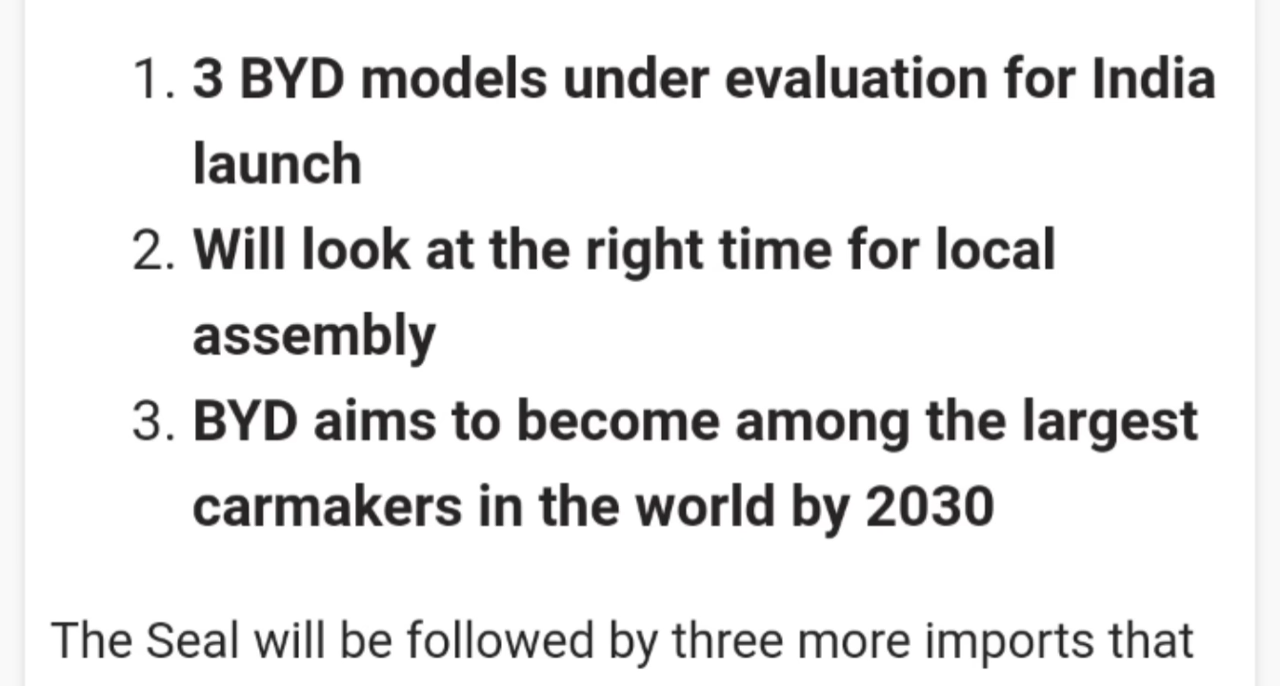 1. 3 BYD models under evaluation for India
launch
2. Will look at the right time for local
assembly
3. BYD aims to become among the largest
carmakers in the world by 2030
The Seal will be followed by three more imports that